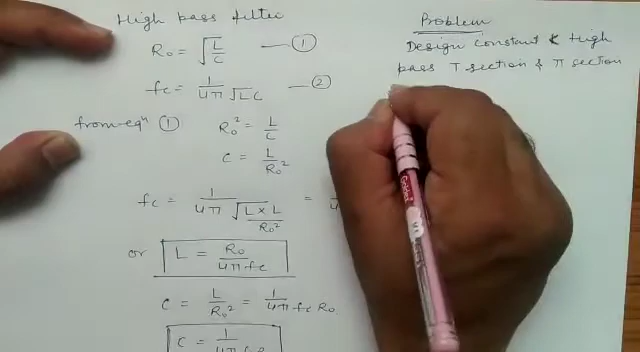 High pass filter
R₀ = √(L/C) — ①
fc = 1/(4π√LC) — ②
from eqⁿ ① R₀² = L/C
C = L/R₀²
fc = 1/(4π√(L×L/R₀²)) =
or L = R₀/(4πfc)
C = L/R₀² = 1/(4πfc R₀)
C = 1/
Problem
Design constant K High
pass T section & π section